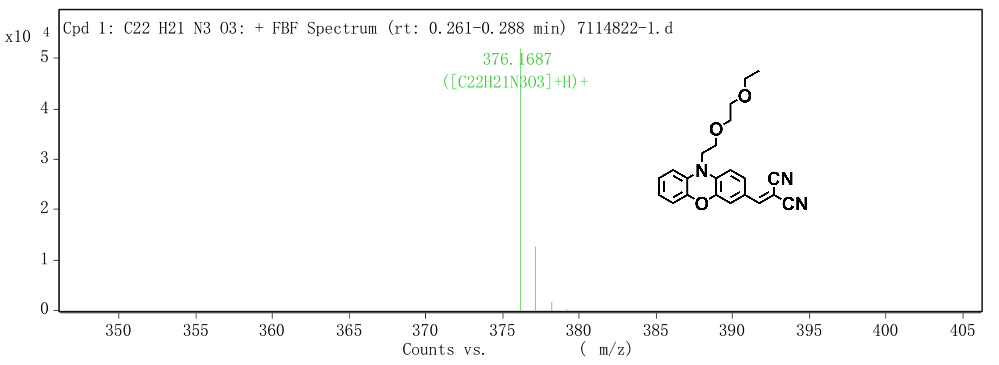 Cpd 1: C22 H21 N3 O3: + FBF Spectrum (rt: 0.261-0.288 min) 7114822-1.d
x10 4
376.1687
([C22H21N3O3]+H)+
5
4
3
2
1
0
O
O
N
O
CN
CN
350 355 360 365 370 375 380 385 390 395 400 405
Counts vs. ( m/z)